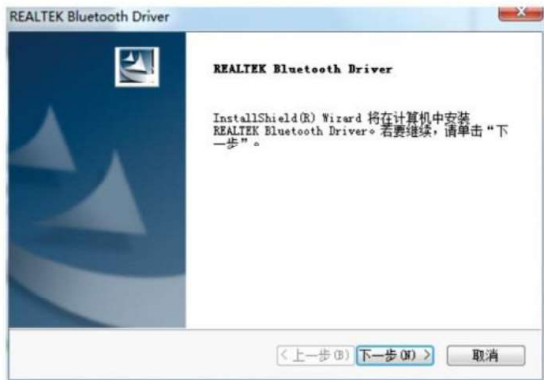 REALTEK Bluetooth Driver
REALTEK Bluetooth Driver
InstallShield(R) Wizard 将在计算机中安装
REALTEK Bluetooth Driver。若要继续，请单击“下
一步”。
<上一步(B) 下一步(N)> 取消